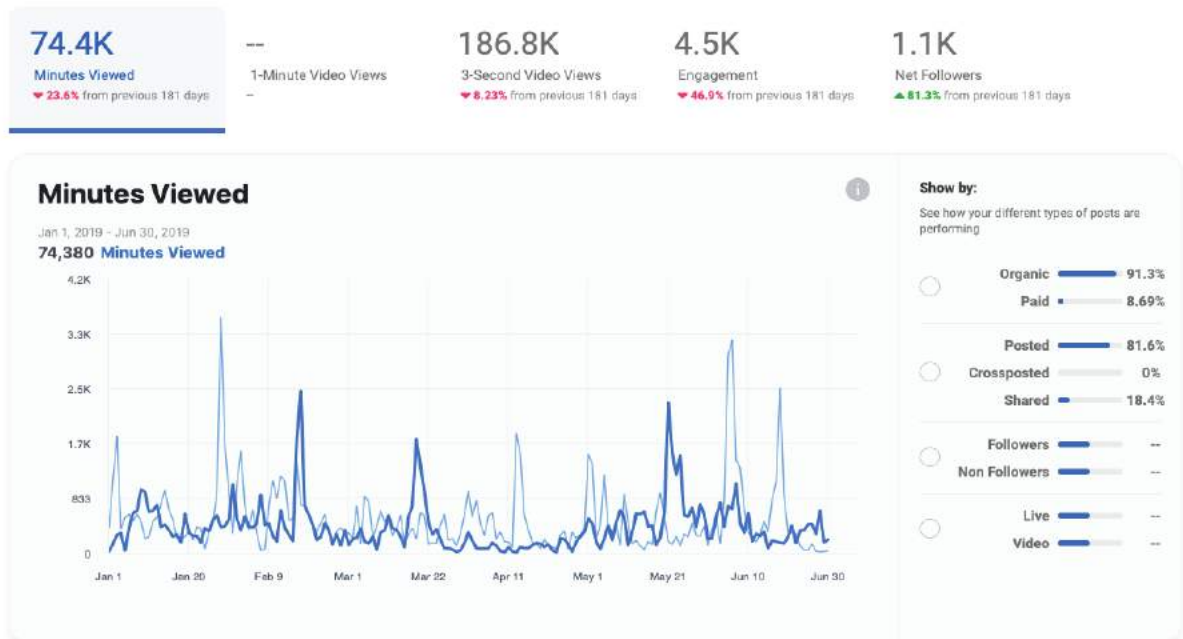 74.4K
Minutes Viewed
23.6% from previous 181 days
--
1-Minute Video Views
--
186.8K
3-Second Video Views
8.23% from previous 181 days
4.5K
Engagement
46.9% from previous 181 days
1.1K
Net Followers
81.3% from previous 181 days
Minutes Viewed
i
Jan 1, 2019 - Jun 30, 2019
74,380 Minutes Viewed
4.2K
3.3K
2.5K
1.7K
833
0
Jan 1
Jan 20
Feb 9
Mar 1
Mar 22
Apr 11
May 1
May 21
Jun 10
Jun 30
Show by:
See how your different types of posts are
performing
Organic 91.3%
Paid 8.69%
Posted 81.6%
Crossposted 0%
Shared 18.4%
Followers --
Non Followers --
Live --
Video --